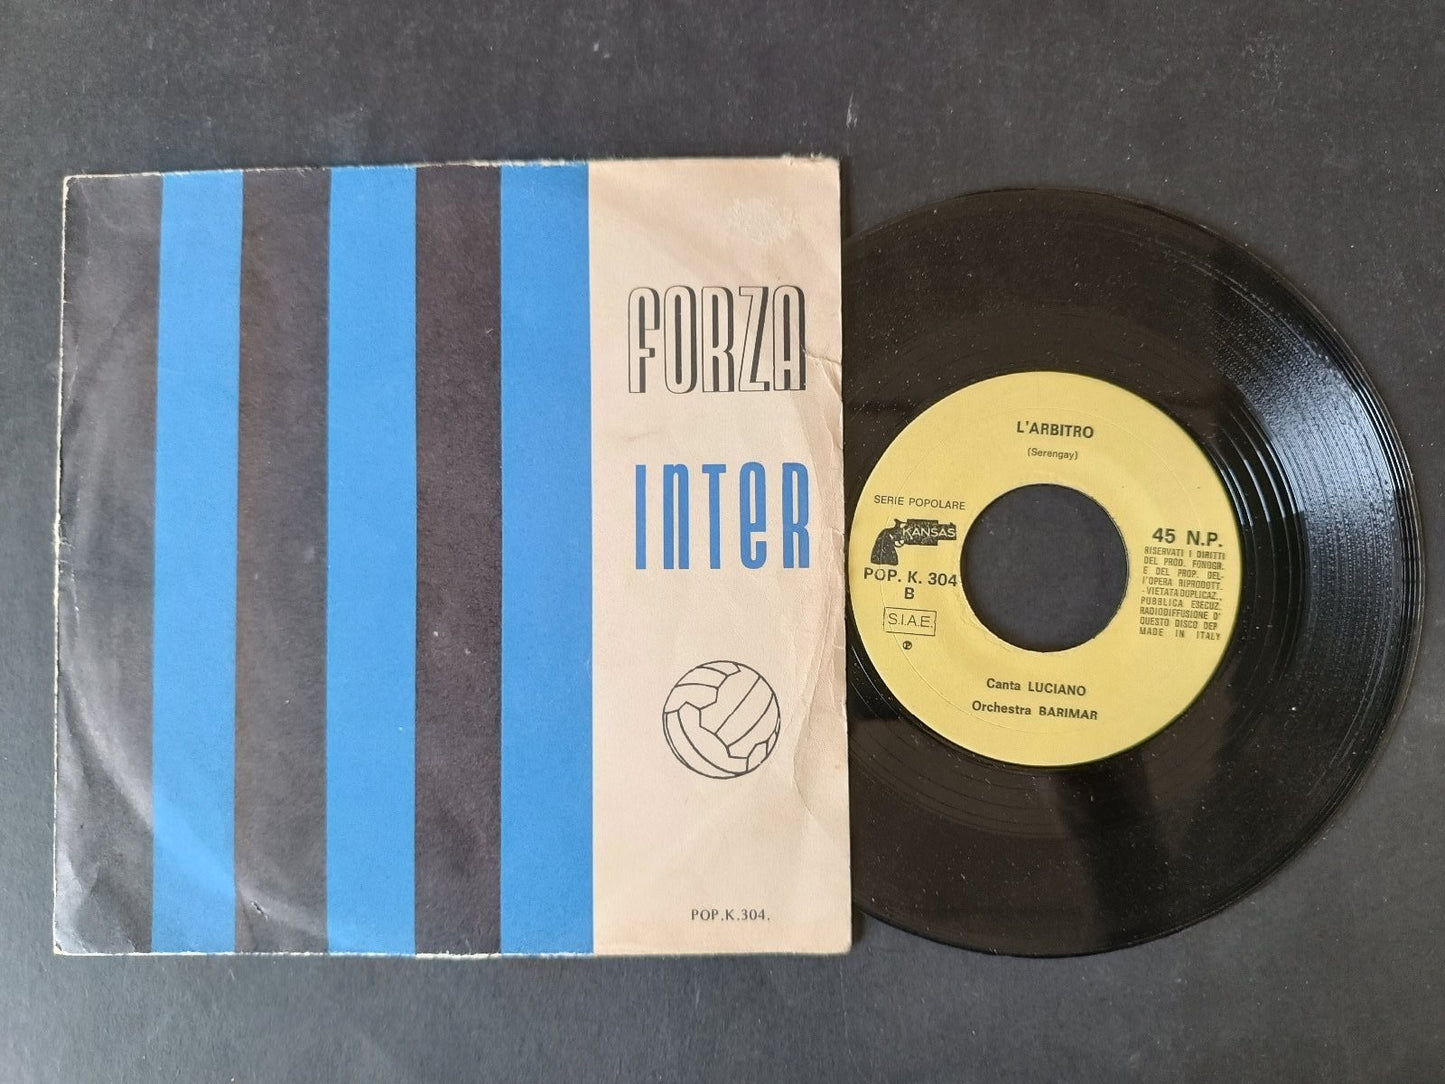 FORZA
INTER
POP.K.304.
L'ARBITRO
(Serengay)
SERIE POPOLARE
KANSAS
POP. K. 304
B
S.I.A.E.
℗
45 N.P.
RISERVATI I DIRITTI
DEL PROD. FONOGR.
E DEL PROP. DEL-
L'OPERA RIPRODOTT.
- VIETATA DUPLICAZ.,
PUBBLICA ESECUZ.
RADIODIFFUSIONE D'
QUESTO DISCO DEP
MADE IN ITALY
Canta LUCIANO
Orchestra BARIMAR